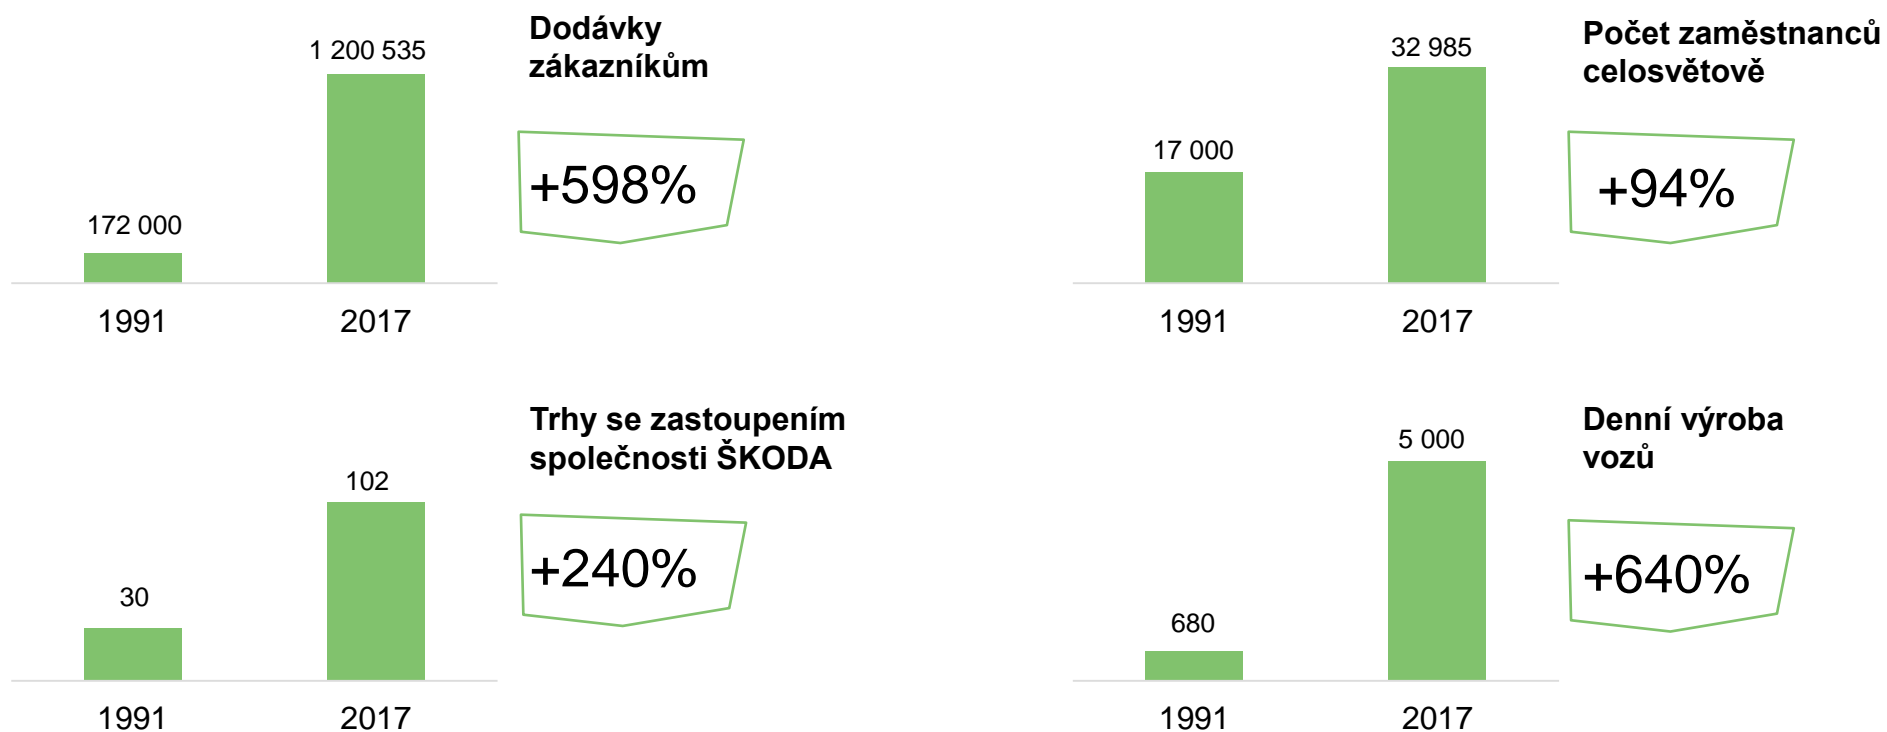 Dodávky
zákazníkům
1 200 535
172 000
+598%
1991 2017
Počet zaměstnanců
celosvětově
32 985
17 000
+94%
1991 2017
Trhy se zastoupením
společnosti ŠKODA
102
30
+240%
1991 2017
Denní výroba
vozů
5 000
680
+640%
1991 2017